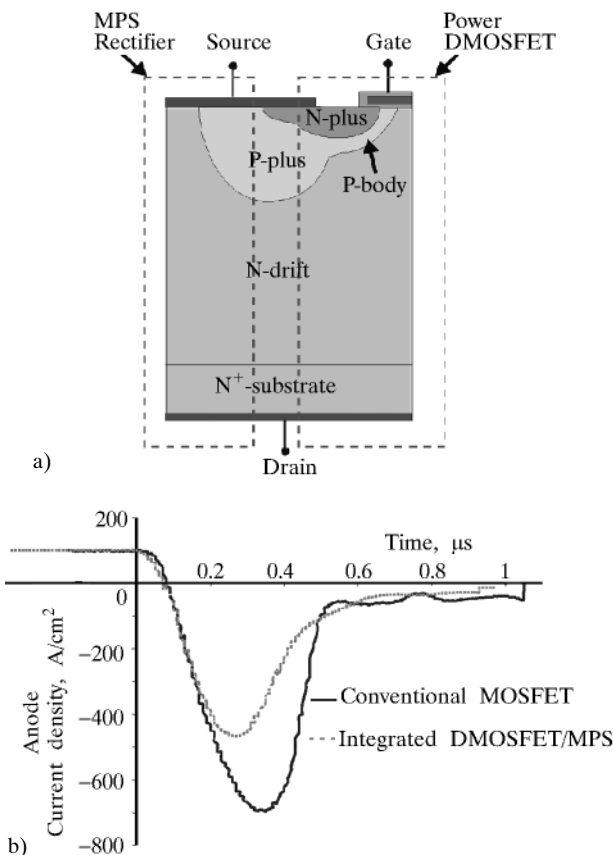 MPS
Rectifier
Source
Gate
Power
DMOSFET
N-plus
P-plus
P-body
N-drift
N⁺-substrate
a)
Drain
200
Time, μs
0.2
0.4
0.6
0.8
1
0
−200
−400
−600
−800
Anode
Current density, A/cm²
Conventional MOSFET
Integrated DMOSFET/MPS
b)